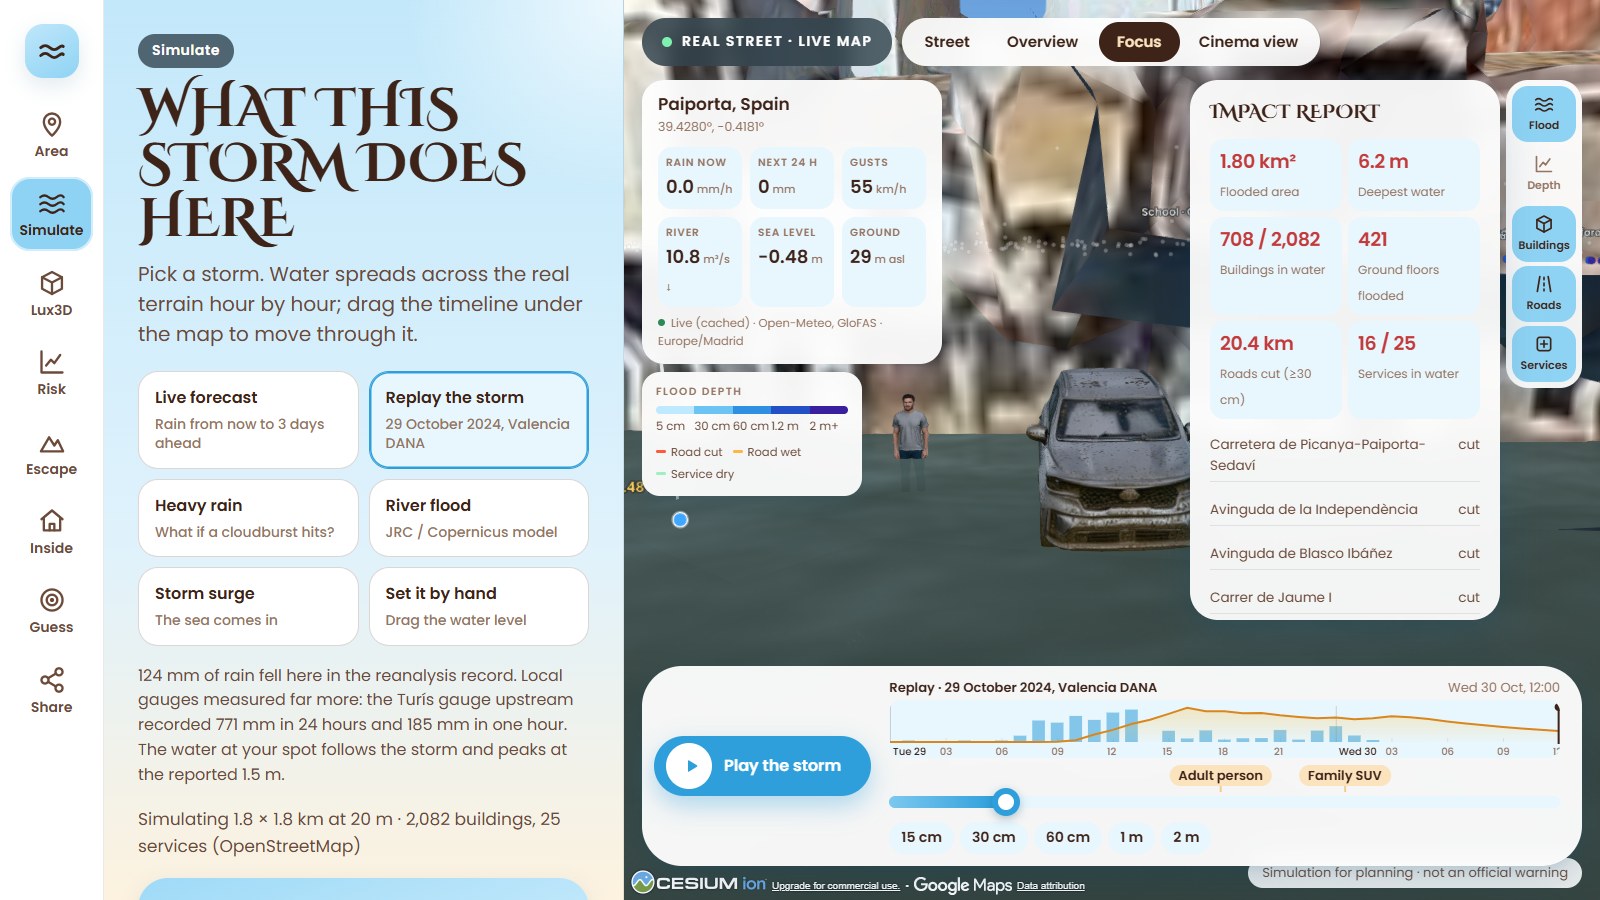 Simulate
WHAT THIS
STORM DOES
HERE
Pick a storm. Water spreads across the real
terrain hour by hour; drag the timeline under
the map to move through it.
Live forecast
Rain from now to 3 days
ahead
Replay the storm
29 October 2024, Valencia
DANA
Heavy rain
What if a cloudburst hits?
River flood
JRC / Copernicus model
Storm surge
The sea comes in
Set it by hand
Drag the water level
124 mm of rain fell here in the reanalysis record. Local
gauges measured far more: the Turís gauge upstream
recorded 771 mm in 24 hours and 185 mm in one hour.
The water at your spot follows the storm and peaks at
the reported 1.5 m.
Simulating 1.8 × 1.8 km at 20 m · 2,082 buildings, 25
services (OpenStreetMap)
Area
Simulate
Lux3D
Risk
Escape
Inside
Guess
Share
REAL STREET · LIVE MAP
Street
Overview
Focus
Cinema view
Paiporta, Spain
39.4280°, -0.4181°
RAIN NOW
0.0 mm/h
NEXT 24 H
0 mm
GUSTS
55 km/h
RIVER
10.8 m³/s
↓
SEA LEVEL
-0.48 m
GROUND
29 m asl
Live (cached) · Open-Meteo, GloFAS ·
Europe/Madrid
FLOOD DEPTH
5 cm 30 cm 60 cm 1.2 m 2 m+
Road cut Road wet
Service dry
.48
School ·
IMPACT REPORT
1.80 km²
Flooded area
6.2 m
Deepest water
708 / 2,082
Buildings in water
421
Ground floors
flooded
20.4 km
Roads cut (≥30
cm)
16 / 25
Services in water
Carretera de Picanya-Paiporta-
Sedaví cut
Avinguda de la Independència cut
Avinguda de Blasco Ibáñez cut
Carrer de Jaume I cut
Flood
Depth
Buildings
Roads
Services
Play the storm
Replay · 29 October 2024, Valencia DANA
Wed 30 Oct, 12:00
Tue 29 03 06 09 12 15 18 21 Wed 30 03 06 09
Adult person
Family SUV
15 cm
30 cm
60 cm
1 m
2 m
Simulation for planning · not an official warning
CESIUM ion Upgrade for commercial use. · Google Maps Data attribution